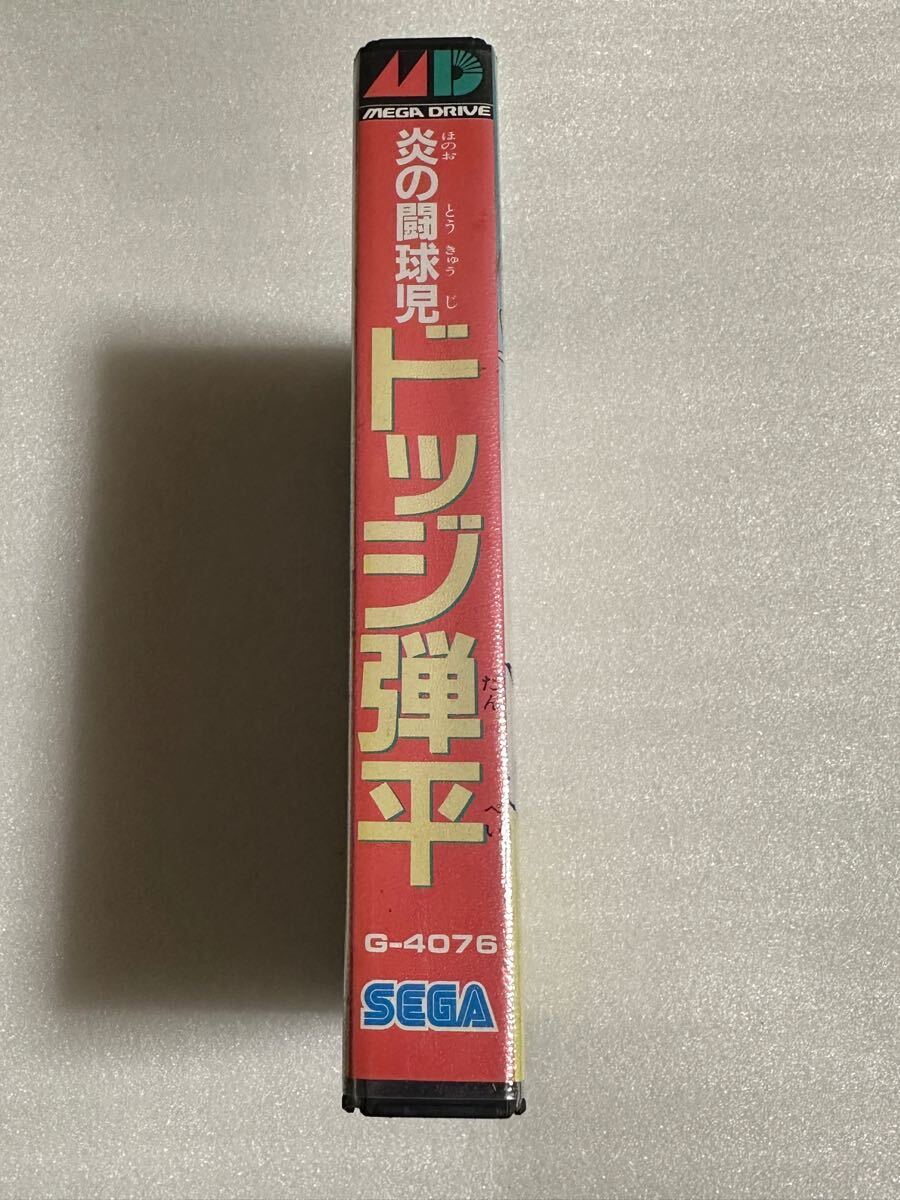 MD
MEGA DRIVE
炎の闘球児
ほのお とうきゅうじ
ドッジ弾平
だんぺい
G-4076
SEGA